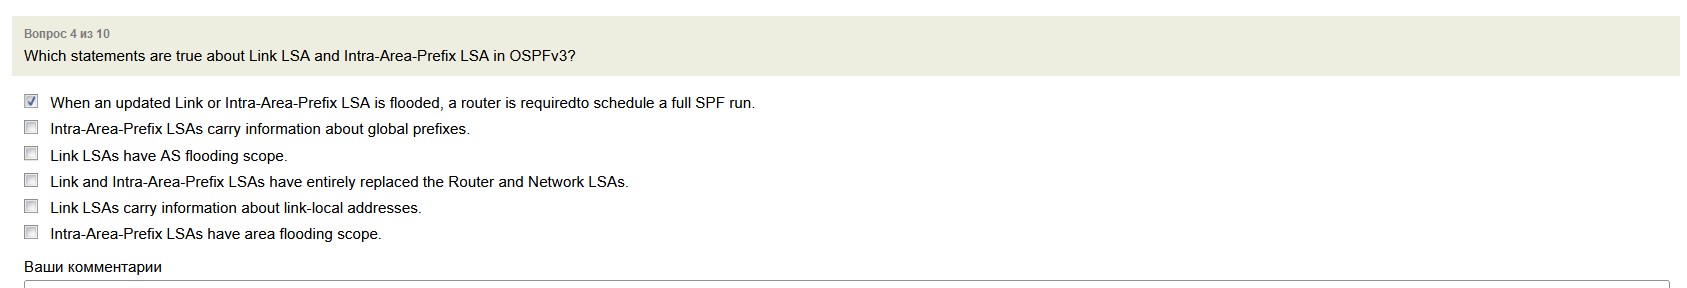 Вопрос 4 из 10
Which statements are true about Link LSA and Intra-Area-Prefix LSA in OSPFv3?
When an updated Link or Intra-Area-Prefix LSA is flooded, a router is requiredto schedule a full SPF run.
Intra-Area-Prefix LSAs carry information about global prefixes.
Link LSAs have AS flooding scope.
Link and Intra-Area-Prefix LSAs have entirely replaced the Router and Network LSAs.
Link LSAs carry information about link-local addresses.
Intra-Area-Prefix LSAs have area flooding scope.
Ваши комментарии